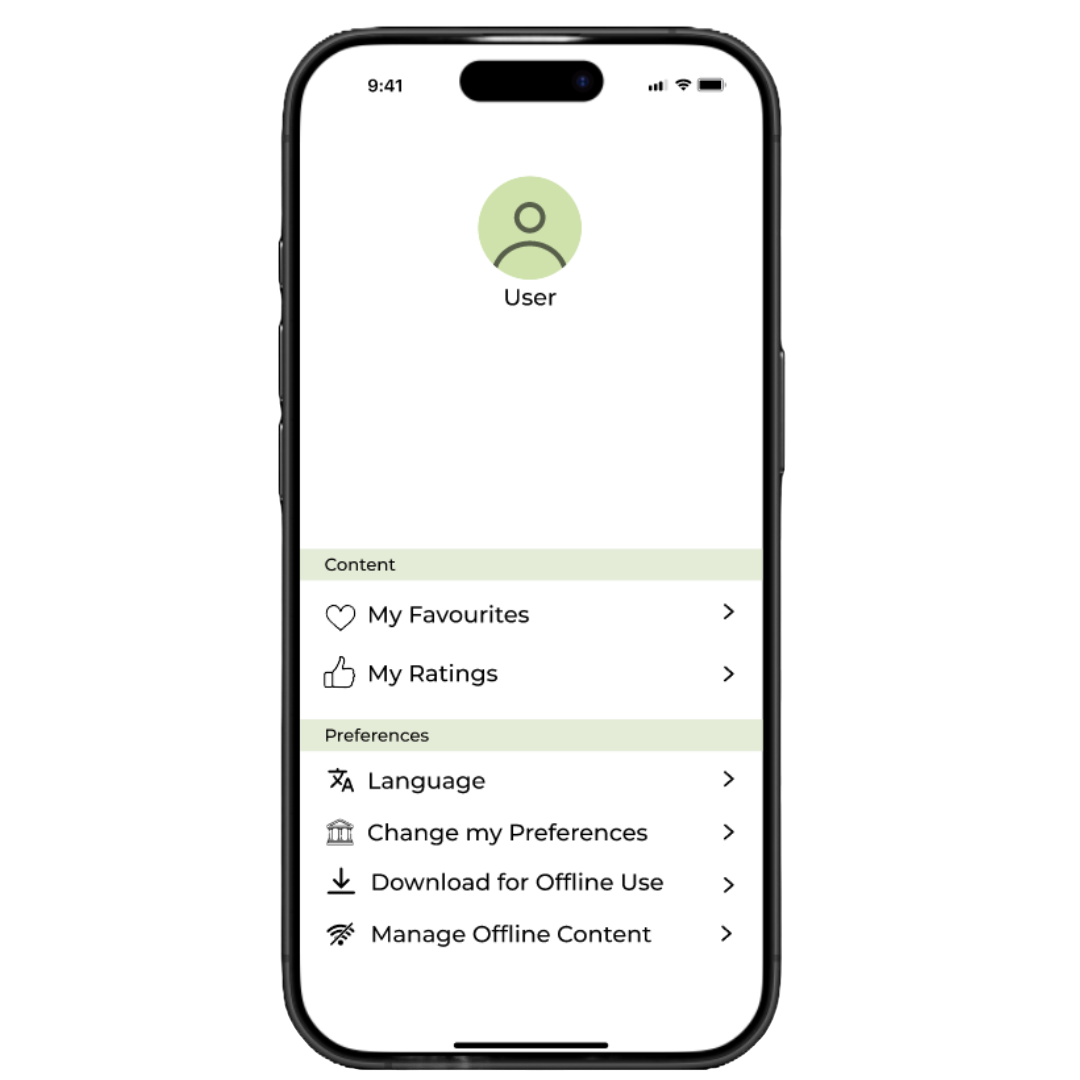 9:41
User
Content
My Favourites
My Ratings
Preferences
Language
Change my Preferences
Download for Offline Use
Manage Offline Content